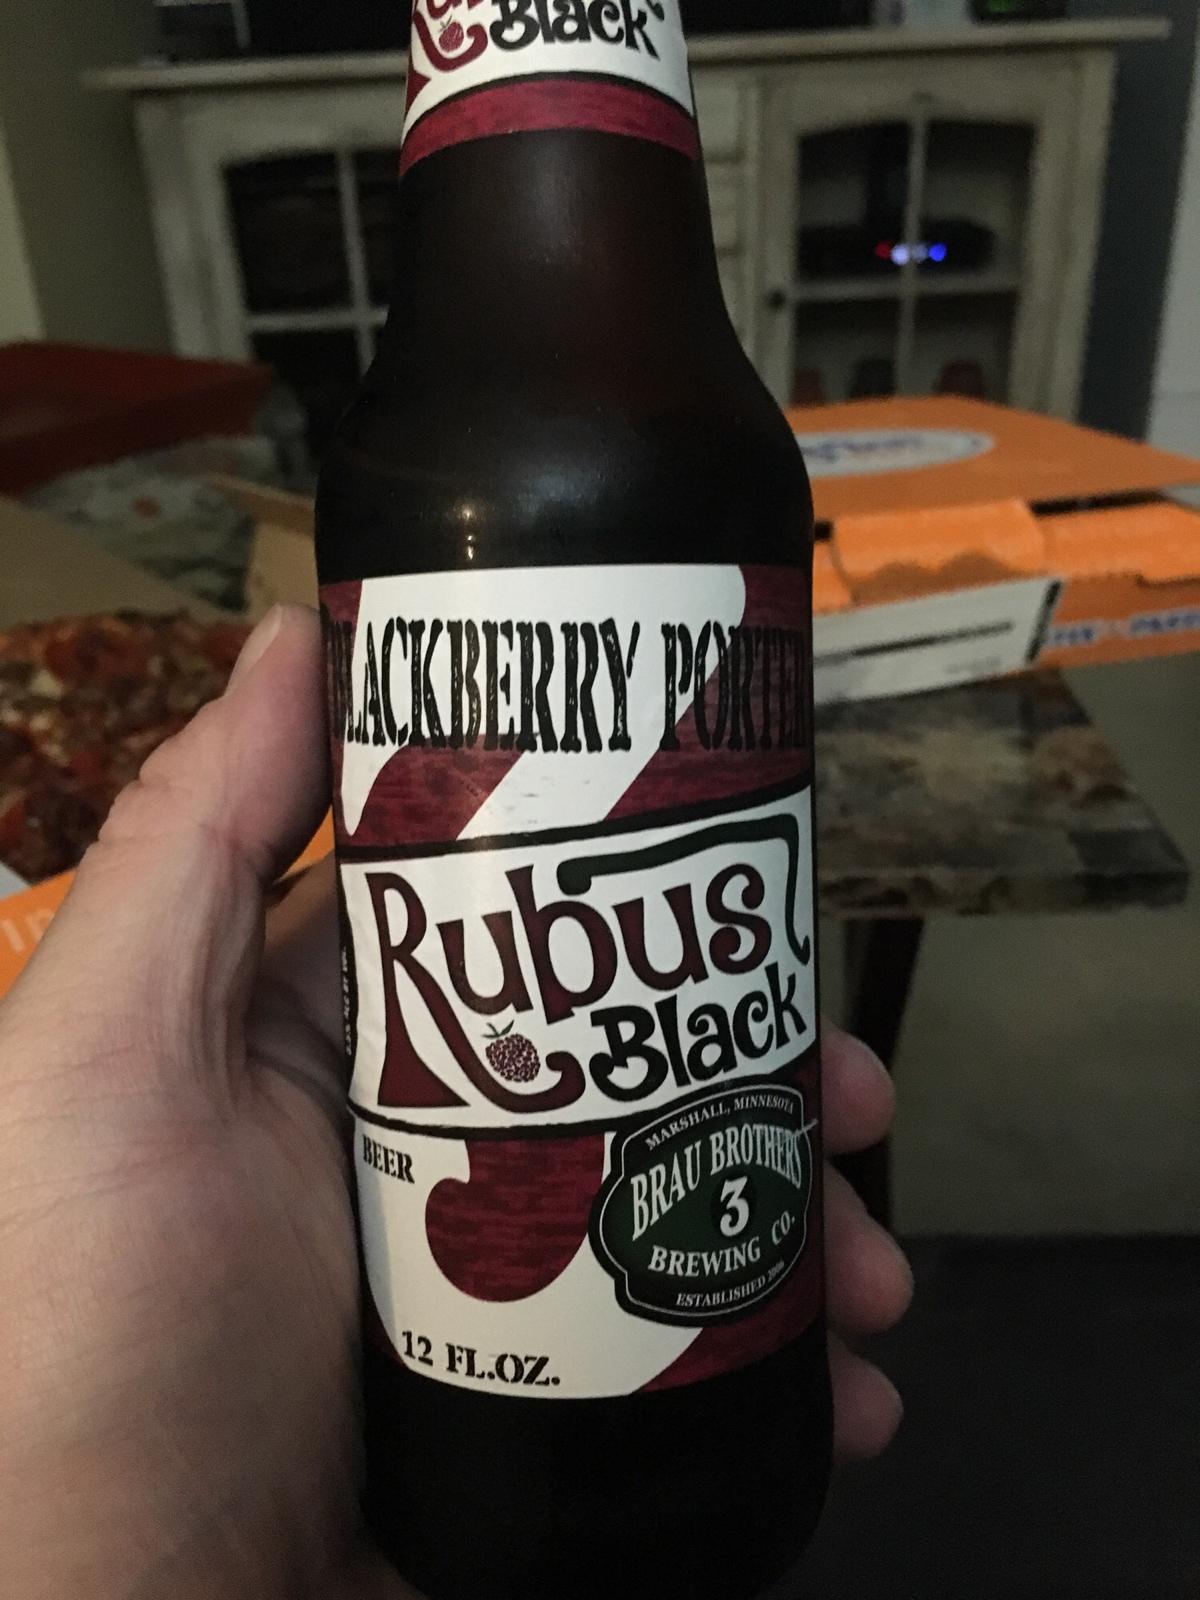 Black
BLACKBERRY PORTER
Rubus
Black
BEER
MARSHALL, MINNESOTA
BRAU BROTHERS
3
BREWING CO.
ESTABLISHED
12 FL.OZ.